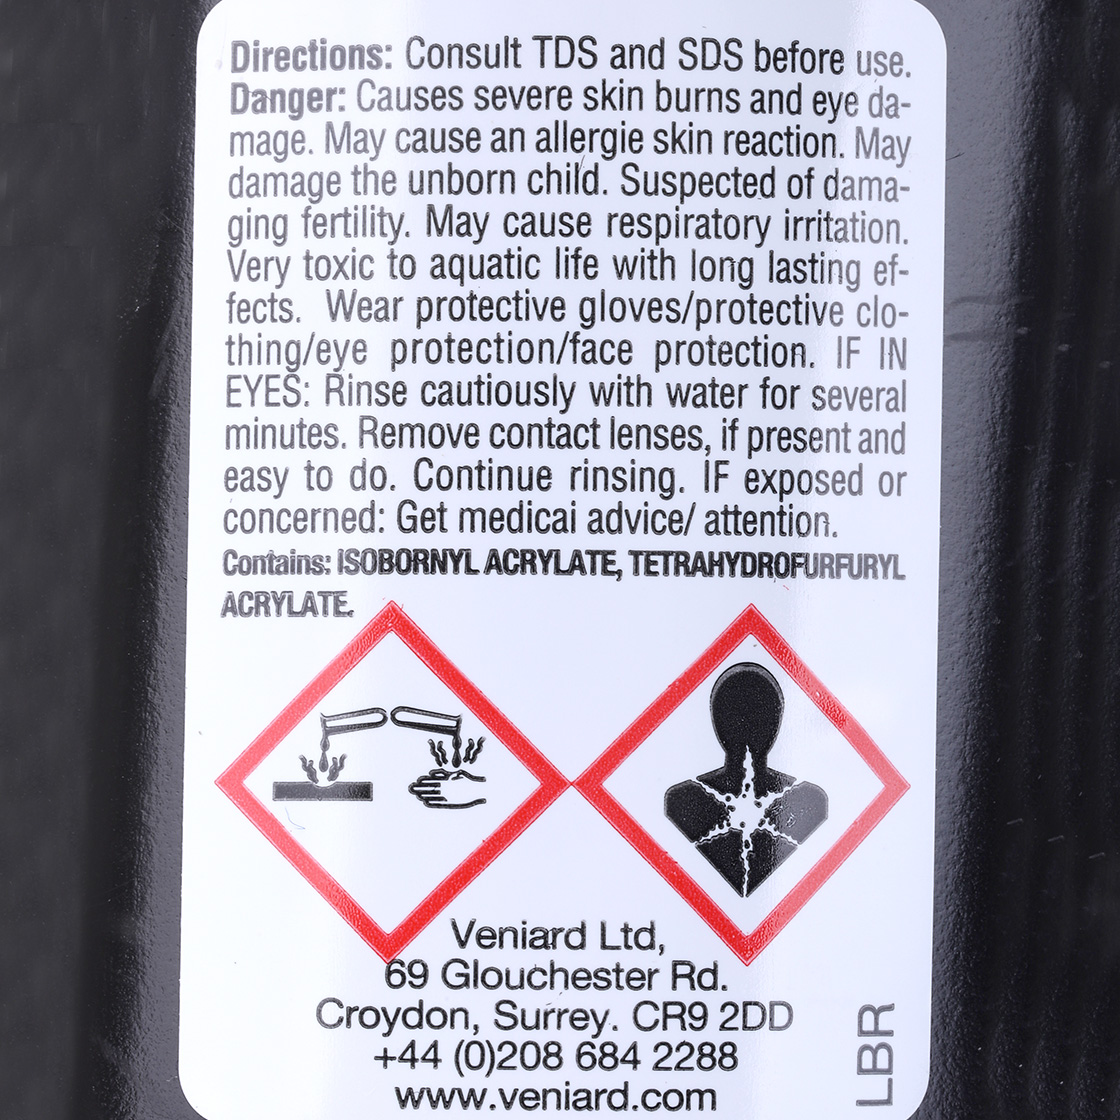 Directions: Consult TDS and SDS before use.
Danger: Causes severe skin burns and eye da-
mage. May cause an allergie skin reaction. May
damage the unborn child. Suspected of dama-
ging fertility. May cause respiratory irritation.
Very toxic to aquatic life with long lasting ef-
fects. Wear protective gloves/protective clo-
thing/eye protection/face protection. IF IN
EYES: Rinse cautiously with water for several
minutes. Remove contact lenses, if present and
easy to do. Continue rinsing. IF exposed or
concerned: Get medicai advice/ attention.
Contains: ISOBORNYL ACRYLATE, TETRAHYDROFURFURYL
ACRYLATE.
Veniard Ltd,
69 Glouchester Rd.
Croydon, Surrey. CR9 2DD
+44 (0)208 684 2288
www.veniard.com
LBR